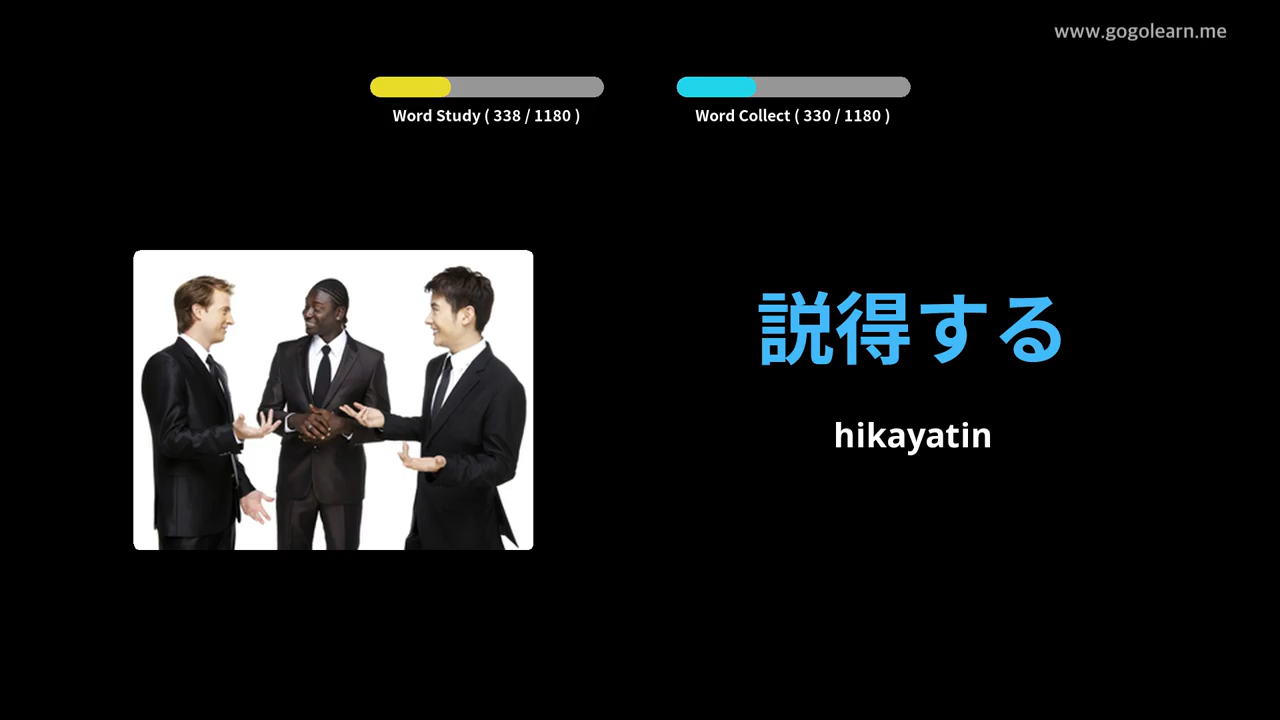 www.gogolearn.me
Word Study ( 338 / 1180 )
Word Collect ( 330 / 1180 )
説得する
hikayatin